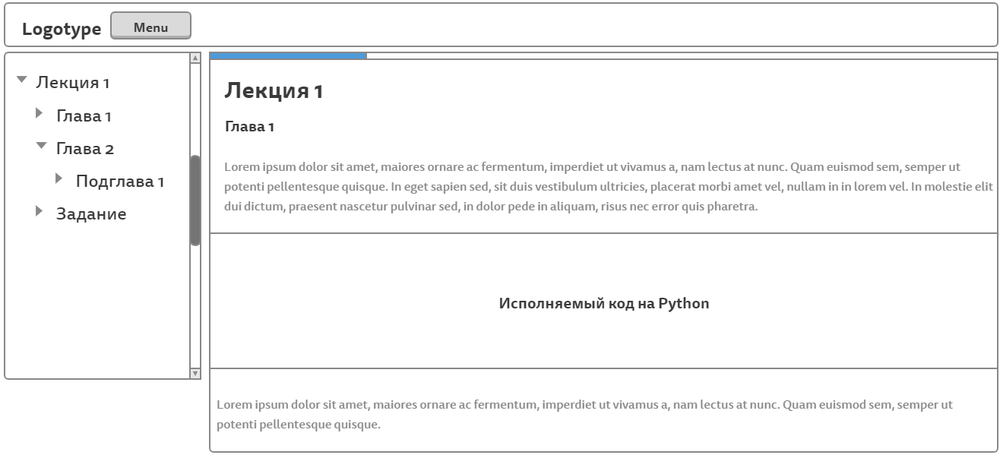 Logotype Menu
Лекция 1
Глава 1
Глава 2
Подглава 1
Задание
Лекция 1
Глава 1
Lorem ipsum dolor sit amet, maiores ornare ac fermentum, imperdiet ut vivamus a, nam lectus at nunc. Quam euismod sem, semper ut
potenti pellentesque quisque. In eget sapien sed, sit duis vestibulum ultricies, placerat morbi amet vel, nullam in in lorem vel. In molestie elit
dui dictum, praesent nascetur pulvinar sed, in dolor pede in aliquam, risus nec error quis pharetra.
Исполняемый код на Python
Lorem ipsum dolor sit amet, maiores ornare ac fermentum, imperdiet ut vivamus a, nam lectus at nunc. Quam euismod sem, semper ut
potenti pellentesque quisque.